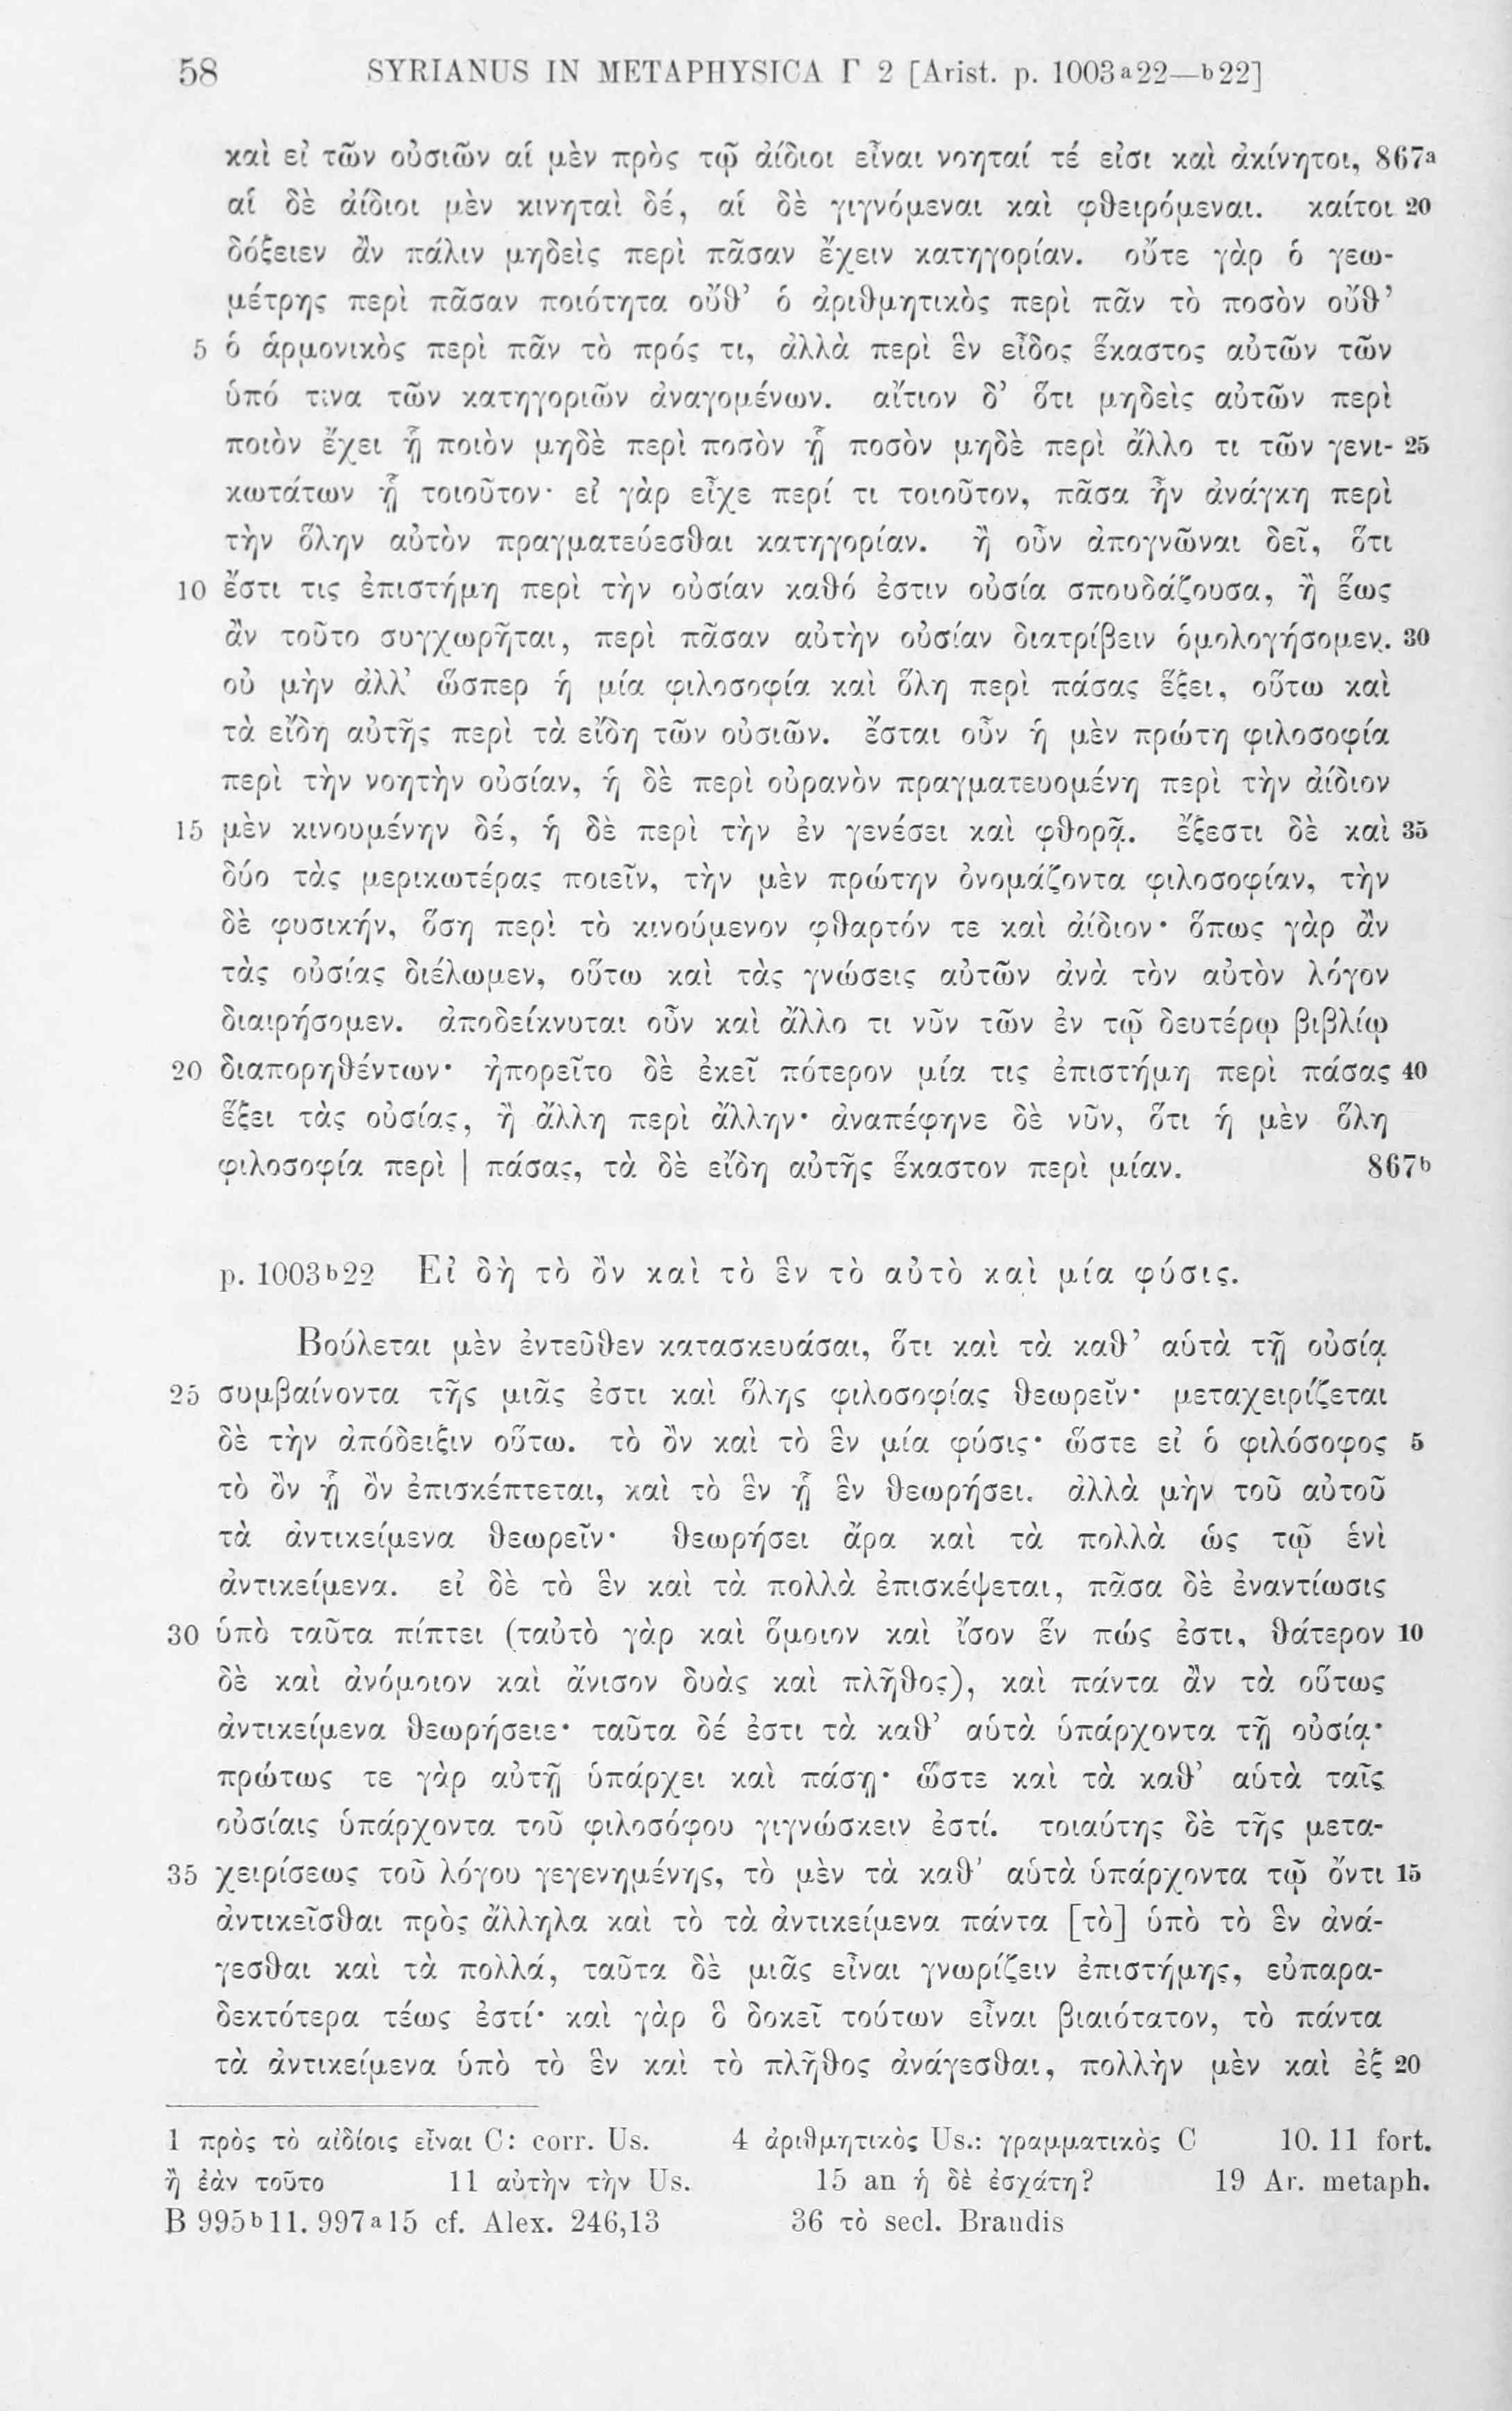 58 SYRIANUS IN METAPHYSICA Γ 2 [Arist. p. 1003ᵃ22—ᵇ22]
καὶ εἰ τῶν οὐσιῶν αἱ μὲν πρὸς τῷ ἀίδιοι εἶναι νοηταί τέ εἰσι καὶ ἀκίνητοι, 867ᵃ
αἱ δὲ ἀίδιοι μὲν κινηταὶ δέ, αἱ δὲ γιγνόμεναι καὶ φθειρόμεναι. καίτοι 20
δόξειεν ἂν πάλιν μηδεὶς περὶ πᾶσαν ἔχειν κατηγορίαν. οὔτε γὰρ ὁ γεω-
μέτρης περὶ πᾶσαν ποιότητα οὔθ’ ὁ ἀριθμητικὸς περὶ πᾶν τὸ ποσὸν οὔθ’
5 ὁ ἁρμονικὸς περὶ πᾶν τὸ πρός τι, ἀλλὰ περὶ ἓν εἶδος ἕκαστος αὐτῶν τῶν
ὑπό τινα τῶν κατηγοριῶν ἀναγομένων. αἴτιον δ’ ὅτι μηδεὶς αὐτῶν περὶ
ποιὸν ἔχει ᾗ ποιὸν μηδὲ περὶ ποσὸν ᾗ ποσὸν μηδὲ περὶ ἄλλο τι τῶν γενι- 25
κωτάτων ᾗ τοιοῦτον· εἰ γὰρ εἶχε περί τι τοιοῦτον, πᾶσα ἦν ἀνάγκη περὶ
τὴν ὅλην αὐτὸν πραγματεύεσθαι κατηγορίαν. ἢ οὖν ἀπογνῶναι δεῖ, ὅτι
10 ἔστι τις ἐπιστήμη περὶ τὴν οὐσίαν καθό ἐστιν οὐσία σπουδάζουσα, ἢ ἕως
ἂν τοῦτο συγχωρῆται, περὶ πᾶσαν αὐτὴν οὐσίαν διατρίβειν ὁμολογήσομεν. 30
οὐ μὴν ἀλλ’ ὥσπερ ἡ μία φιλοσοφία καὶ ὅλη περὶ πάσας ἕξει, οὕτω καὶ
τὰ εἴδη αὐτῆς περὶ τὰ εἴδη τῶν οὐσιῶν. ἔσται οὖν ἡ μὲν πρώτη φιλοσοφία
περὶ τὴν νοητὴν οὐσίαν, ἡ δὲ περὶ οὐρανὸν πραγματευομένη περὶ τὴν ἀίδιον
15 μὲν κινουμένην δέ, ἡ δὲ περὶ τὴν ἐν γενέσει καὶ φθορᾷ. ἔξεστι δὲ καὶ 35
δύο τὰς μερικωτέρας ποιεῖν, τὴν μὲν πρώτην ὀνομάζοντα φιλοσοφίαν, τὴν
δὲ φυσικήν, ὅση περὶ τὸ κινούμενον φθαρτόν τε καὶ ἀίδιον· ὅπως γὰρ ἂν
τὰς οὐσίας διέλωμεν, οὕτω καὶ τὰς γνώσεις αὐτῶν ἀνὰ τὸν αὐτὸν λόγον
διαιρήσομεν. ἀποδείκνυται οὖν καὶ ἄλλο τι νῦν τῶν ἐν τῷ δευτέρῳ βιβλίῳ
20 διαπορηθέντων· ἠπορεῖτο δὲ ἐκεῖ πότερον μία τις ἐπιστήμη περὶ πάσας 40
ἕξει τὰς οὐσίας, ἢ ἄλλη περὶ ἄλλην· ἀναπέφηνε δὲ νῦν, ὅτι ἡ μὲν ὅλη
φιλοσοφία περὶ | πάσας, τὰ δὲ εἴδη αὐτῆς ἕκαστον περὶ μίαν. 867ᵇ
p. 1003ᵇ22 Εἰ δὴ τὸ ὂν καὶ τὸ ἓν τὸ αὐτὸ καὶ μία φύσις.
Βούλεται μὲν ἐντεῦθεν κατασκευάσαι, ὅτι καὶ τὰ καθ’ αὑτὰ τῇ οὐσίᾳ
25 συμβαίνοντα τῆς μιᾶς ἐστι καὶ ὅλης φιλοσοφίας θεωρεῖν· μεταχειρίζεται
δὲ τὴν ἀπόδειξιν οὕτω. τὸ ὂν καὶ τὸ ἓν μία φύσις· ὥστε εἰ ὁ φιλόσοφος 5
τὸ ὂν ᾗ ὂν ἐπισκέπτεται, καὶ τὸ ἓν ᾗ ἓν θεωρήσει. ἀλλὰ μὴν τοῦ αὐτοῦ
τὰ ἀντικείμενα θεωρεῖν· θεωρήσει ἄρα καὶ τὰ πολλὰ ὡς τῷ ἑνὶ
ἀντικείμενα. εἰ δὲ τὸ ἓν καὶ τὰ πολλὰ ἐπισκέψεται, πᾶσα δὲ ἐναντίωσις
30 ὑπὸ ταῦτα πίπτει (ταὐτὸ γὰρ καὶ ὅμοιον καὶ ἴσον ἕν πώς ἐστι, θάτερον 10
δὲ καὶ ἀνόμοιον καὶ ἄνισον δυὰς καὶ πλῆθος), καὶ πάντα ἂν τὰ οὕτως
ἀντικείμενα θεωρήσειε· ταῦτα δέ ἐστι τὰ καθ’ αὑτὰ ὑπάρχοντα τῇ οὐσίᾳ·
πρώτως τε γὰρ αὐτῇ ὑπάρχει καὶ πάσῃ· ὥστε καὶ τὰ καθ’ αὑτὰ ταῖς
οὐσίαις ὑπάρχοντα τοῦ φιλοσόφου γιγνώσκειν ἐστί. τοιαύτης δὲ τῆς μετα-
35 χειρίσεως τοῦ λόγου γεγενημένης, τὸ μὲν τὰ καθ’ αὑτὰ ὑπάρχοντα τῷ ὄντι 15
ἀντικεῖσθαι πρὸς ἄλληλα καὶ τὸ τὰ ἀντικείμενα πάντα [τὸ] ὑπὸ τὸ ἓν ἀνά-
γεσθαι καὶ τὰ πολλά, ταῦτα δὲ μιᾶς εἶναι γνωρίζειν ἐπιστήμης, εὐπαρα-
δεκτότερα τέως ἐστί· καὶ γὰρ ὃ δοκεῖ τούτων εἶναι βιαιότατον, τὸ πάντα
τὰ ἀντικείμενα ὑπὸ τὸ ἓν καὶ τὸ πλῆθος ἀνάγεσθαι, πολλὴν μὲν καὶ ἐξ 20
1 πρὸς τὸ αἰδίοις εἶναι C: corr. Us. 4 ἀριθμητικὸς Us.: γραμματικὸς C 10. 11 fort.
ἢ ἐὰν τοῦτο 11 αὐτὴν τὴν Us. 15 an ἡ δὲ ἐσχάτη? 19 Ar. metaph.
B 995ᵇ11. 997ᵃ15 cf. Alex. 246,13 36 τὸ secl. Brandis